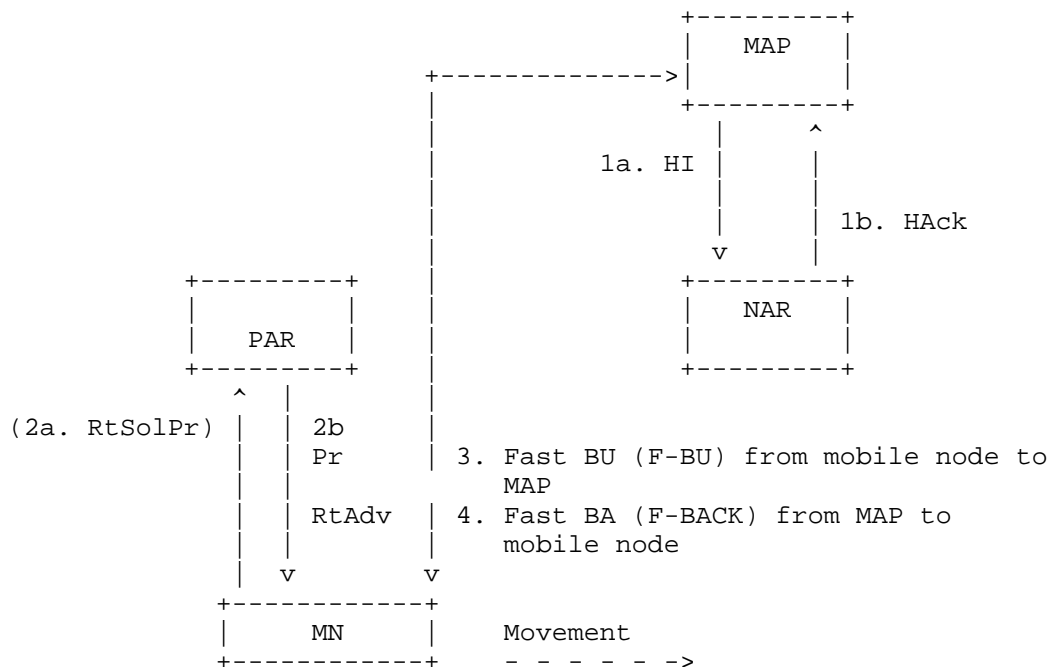 MAP
1a. HI
1b. HAck
NAR
PAR
(2a. RtSolPr)
2b
Pr
3. Fast BU (F-BU) from mobile node to
MAP
RtAdv
4. Fast BA (F-BACK) from MAP to
mobile node
MN
Movement